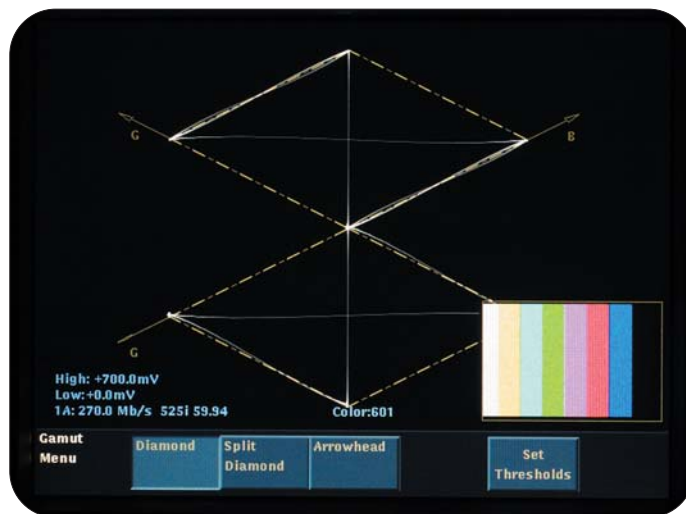 G
B
G
High: +700.0mV
Low:+0.0mV
1A: 270.0 Mb/s 525i 59.94
Color:601
Gamut
Menu
Diamond
Split
Diamond
Arrowhead
Set
Thresholds